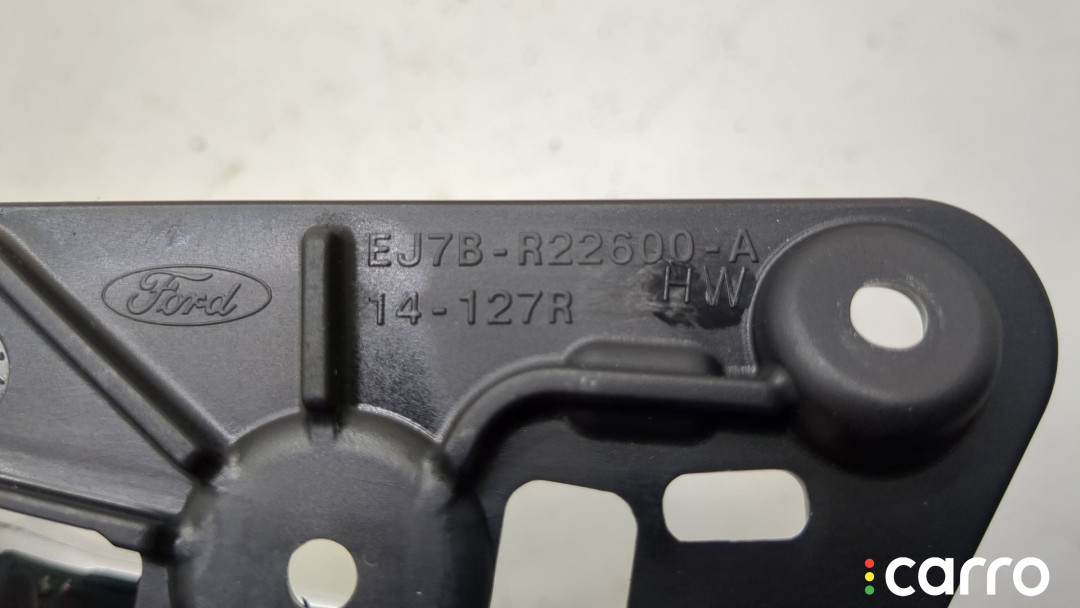 Ford
EJ7B-R22600-A
HW
14-127R
carro